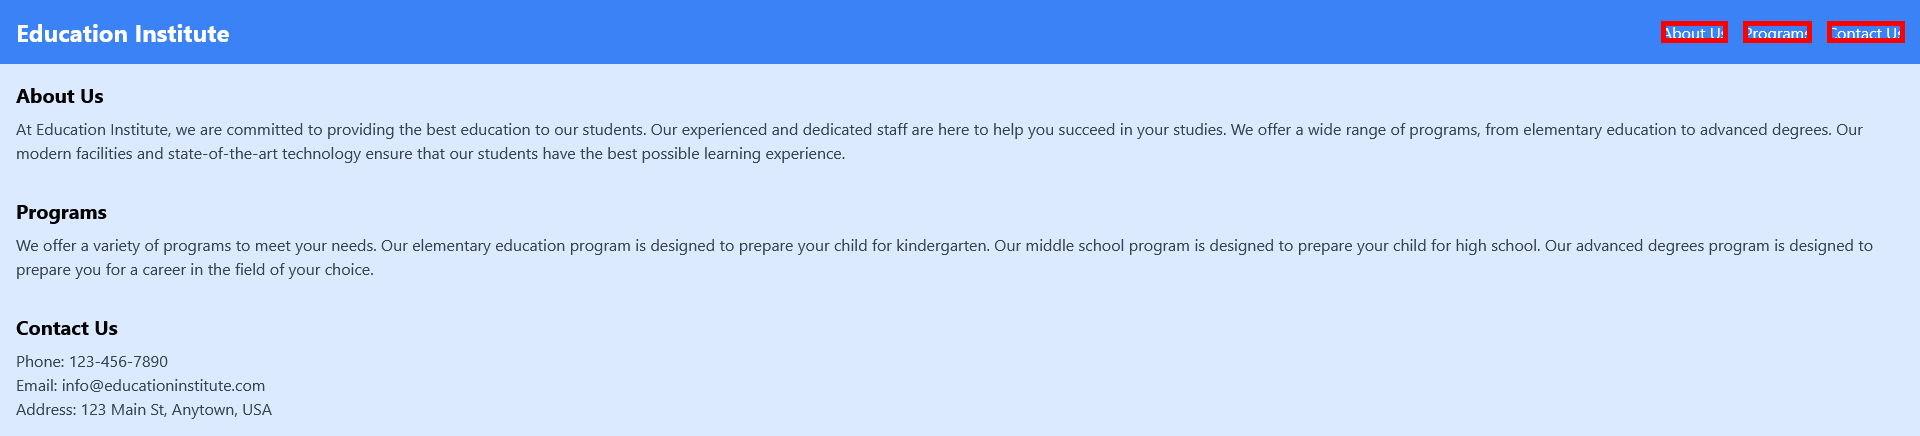 Education Institute
About Us
Programs
Contact Us
About Us
At Education Institute, we are committed to providing the best education to our students. Our experienced and dedicated staff are here to help you succeed in your studies. We offer a wide range of programs, from elementary education to advanced degrees. Our
modern facilities and state-of-the-art technology ensure that our students have the best possible learning experience.
Programs
We offer a variety of programs to meet your needs. Our elementary education program is designed to prepare your child for kindergarten. Our middle school program is designed to prepare your child for high school. Our advanced degrees program is designed to
prepare you for a career in the field of your choice.
Contact Us
Phone: 123-456-7890
Email: info@educationinstitute.com
Address: 123 Main St, Anytown, USA